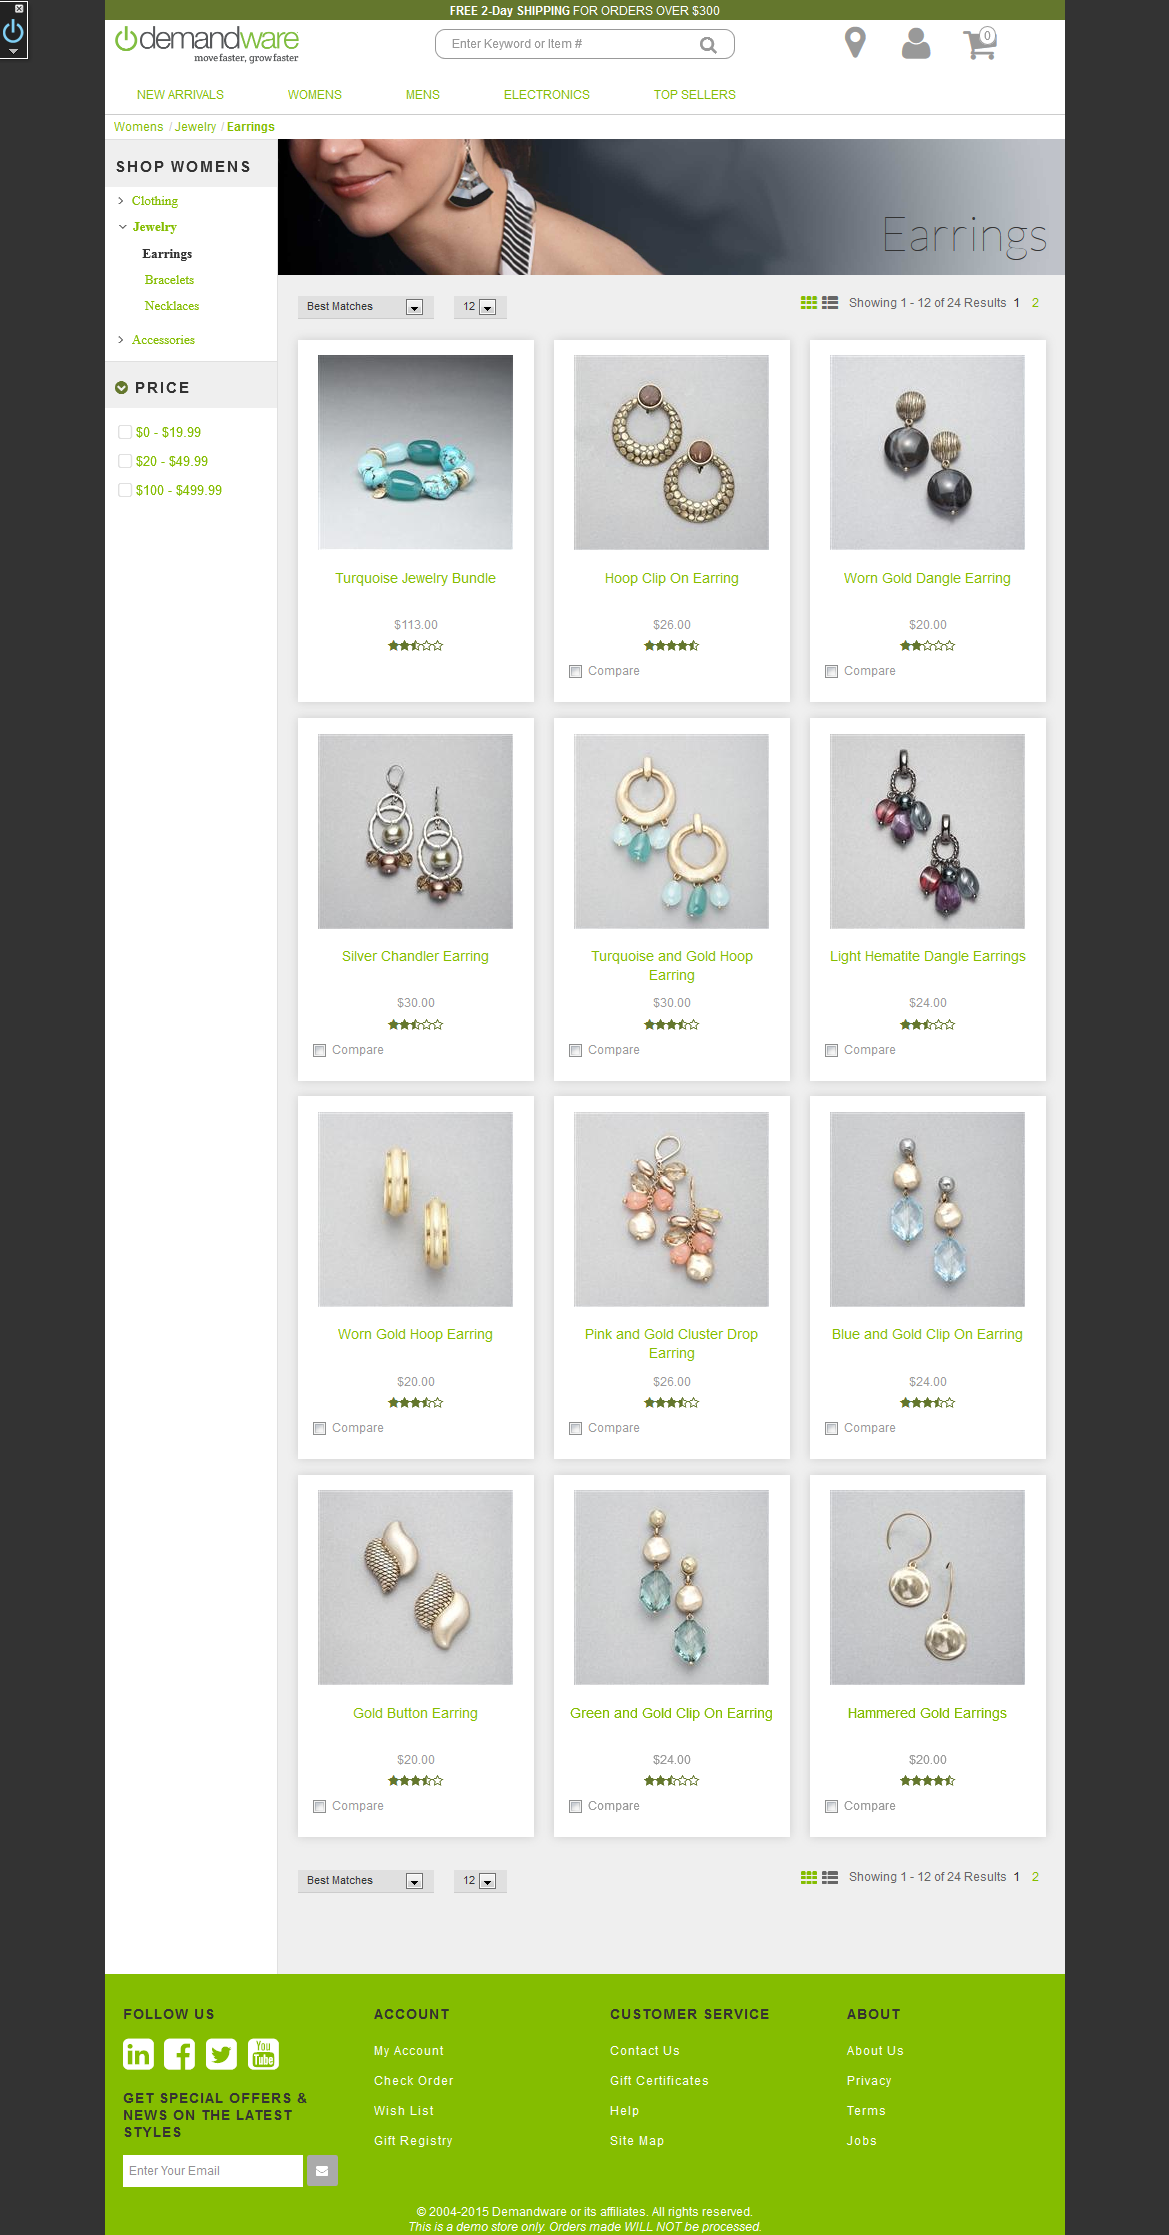 FREE 2-Day SHIPPING FOR ORDERS OVER $300
demandware
move faster, grow faster
Enter Keyword or Item #
0
NEW ARRIVALS WOMENS MENS ELECTRONICS TOP SELLERS
Womens / Jewelry / Earrings
SHOP WOMENS
Clothing
Jewelry
Earrings
Bracelets
Necklaces
Accessories
PRICE
$0 - $19.99
$20 - $49.99
$100 - $499.99
Earrings
Best Matches 12 Showing 1 - 12 of 24 Results 1 2
Turquoise Jewelry Bundle
$113.00
Hoop Clip On Earring
$26.00
Compare
Worn Gold Dangle Earring
$20.00
Compare
Silver Chandler Earring
$30.00
Compare
Turquoise and Gold Hoop
Earring
$30.00
Compare
Light Hematite Dangle Earrings
$24.00
Compare
Worn Gold Hoop Earring
$20.00
Compare
Pink and Gold Cluster Drop
Earring
$26.00
Compare
Blue and Gold Clip On Earring
$24.00
Compare
Gold Button Earring
$20.00
Compare
Green and Gold Clip On Earring
$24.00
Compare
Hammered Gold Earrings
$20.00
Compare
Best Matches 12 Showing 1 - 12 of 24 Results 1 2
FOLLOW US
in f You Tube
GET SPECIAL OFFERS &
NEWS ON THE LATEST
STYLES
Enter Your Email
ACCOUNT
My Account
Check Order
Wish List
Gift Registry
CUSTOMER SERVICE
Contact Us
Gift Certificates
Help
Site Map
ABOUT
About Us
Privacy
Terms
Jobs
© 2004-2015 Demandware or its affiliates. All rights reserved.
This is a demo store only. Orders made WILL NOT be processed.